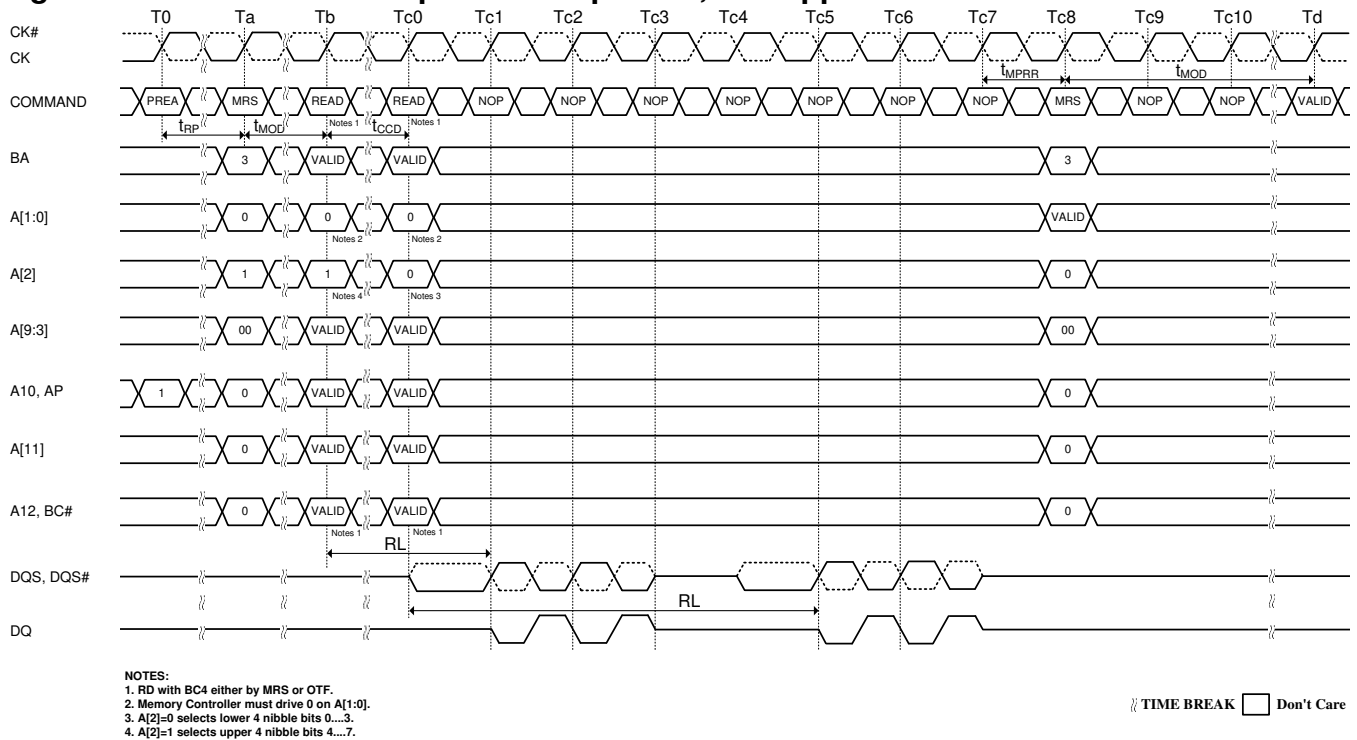 T0 Ta Tb Tc0 Tc1 Tc2 Tc3 Tc4 Tc5 Tc6 Tc7 Tc8 Tc9 Tc10 Td
CK#
CK
tMPRR tMOD
COMMAND PREA MRS READ READ NOP NOP NOP NOP NOP NOP NOP MRS NOP NOP VALID
Notes 1 Notes 1
tRP tMOD tCCD
BA 3 VALID VALID 3
A[1:0] 0 0 0 VALID
Notes 2 Notes 2
A[2] 1 1 0 0
Notes 4 Notes 3
A[9:3] 00 VALID VALID 00
A10, AP 1 0 VALID VALID 0
A[11] 0 VALID VALID 0
A12, BC# 0 VALID VALID 0
Notes 1 Notes 1
RL
DQS, DQS#
RL
DQ
NOTES:
1. RD with BC4 either by MRS or OTF.
2. Memory Controller must drive 0 on A[1:0].
3. A[2]=0 selects lower 4 nibble bits 0....3.
4. A[2]=1 selects upper 4 nibble bits 4....7.
TIME BREAK Don't Care